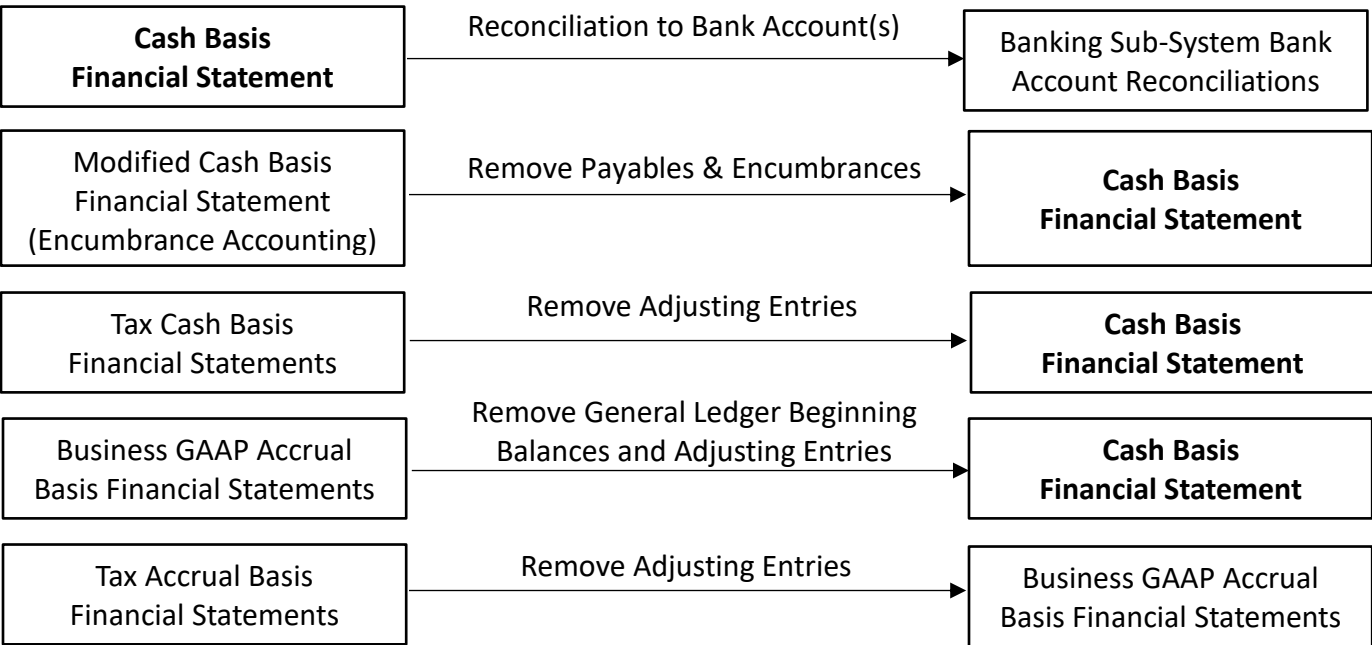 Cash Basis
Financial Statement
Reconciliation to Bank Account(s)
Banking Sub-System Bank
Account Reconciliations
Modified Cash Basis
Financial Statement
(Encumbrance Accounting)
Remove Payables & Encumbrances
Cash Basis
Financial Statement
Tax Cash Basis
Financial Statements
Remove Adjusting Entries
Cash Basis
Financial Statement
Business GAAP Accrual
Basis Financial Statements
Remove General Ledger Beginning
Balances and Adjusting Entries
Cash Basis
Financial Statement
Tax Accrual Basis
Financial Statements
Remove Adjusting Entries
Business GAAP Accrual
Basis Financial Statements